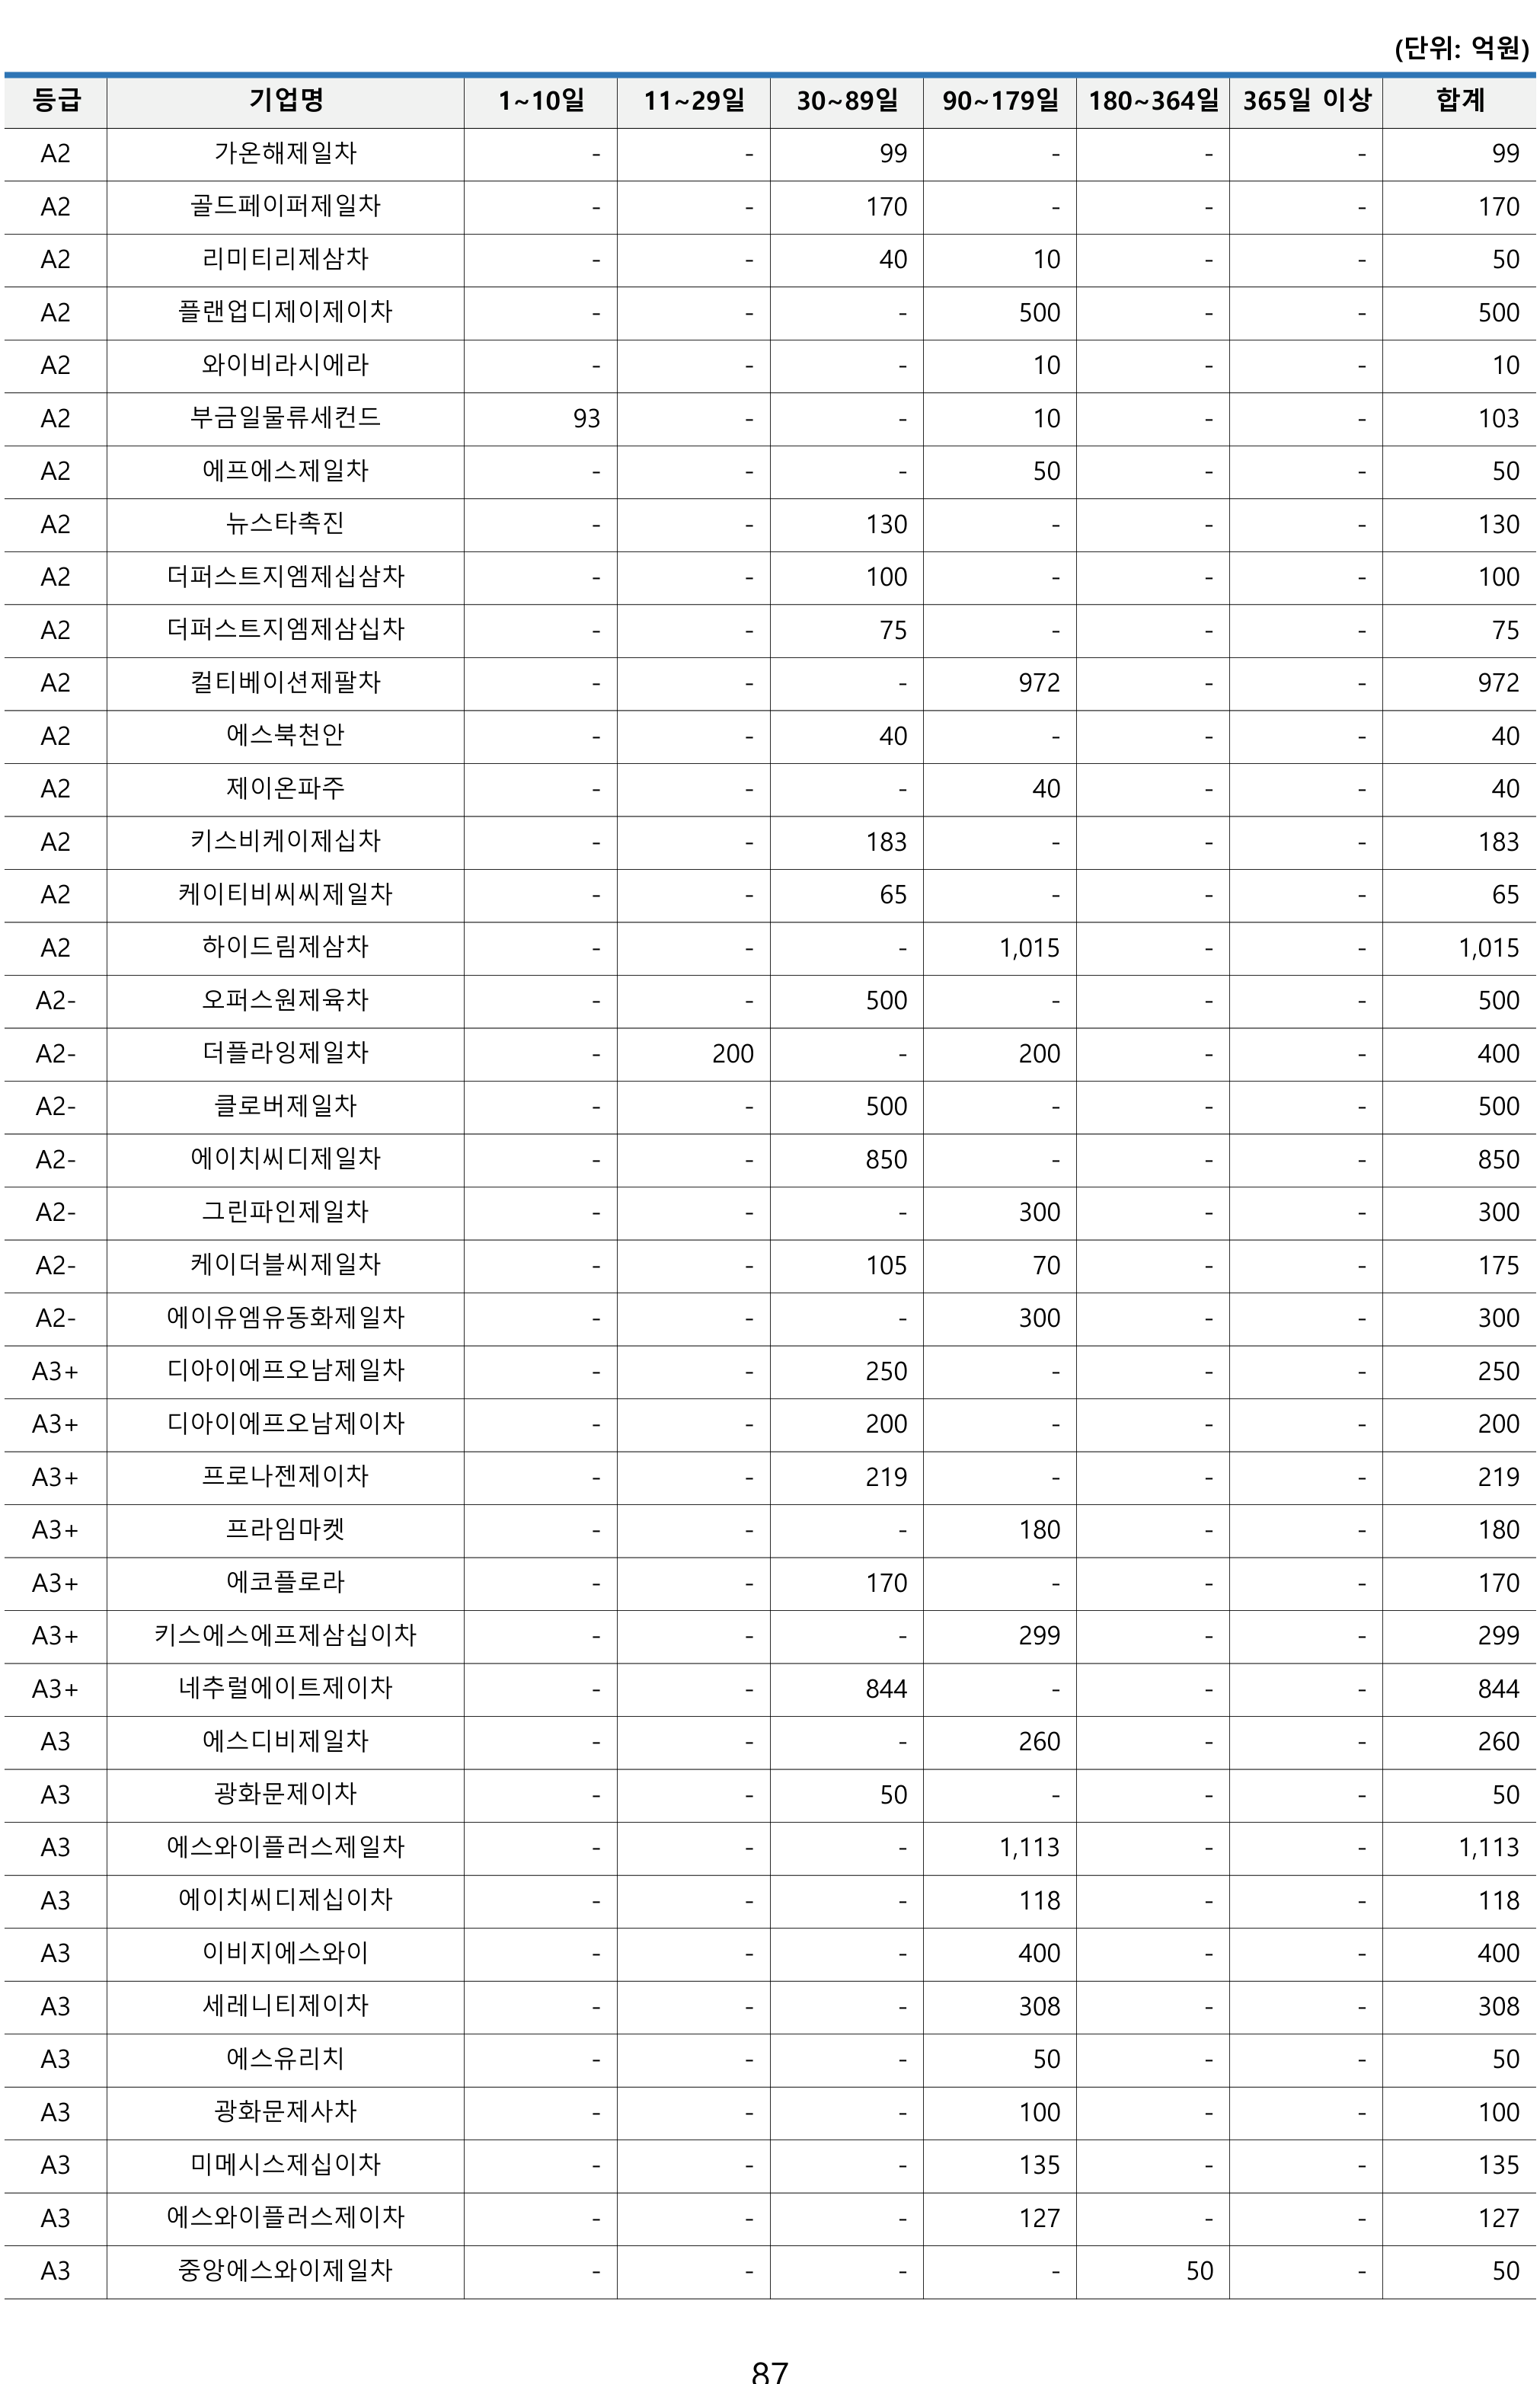 (단위: 억원)
등급 기업명 1~10일 11~29일 30~89일 90~179일 180~364일 365일 이상 합계
A2 가온해제일차 - - 99 - - - 99
A2 골드페이퍼제일차 - - 170 - - - 170
A2 리미티리제삼차 - - 40 10 - - 50
A2 플랜업디제이제이차 - - - 500 - - 500
A2 와이비라시에라 - - - 10 - - 10
A2 부금일물류세컨드 93 - - 10 - - 103
A2 에프에스제일차 - - - 50 - - 50
A2 뉴스타촉진 - - 130 - - - 130
A2 더퍼스트지엠제십삼차 - - 100 - - - 100
A2 더퍼스트지엠제삼십차 - - 75 - - - 75
A2 컬티베이션제팔차 - - - 972 - - 972
A2 에스북천안 - - 40 - - - 40
A2 제이온파주 - - - 40 - - 40
A2 키스비케이제십차 - - 183 - - - 183
A2 케이티비씨씨제일차 - - 65 - - - 65
A2 하이드림제삼차 - - - 1,015 - - 1,015
A2- 오퍼스원제육차 - - 500 - - - 500
A2- 더플라잉제일차 - 200 - 200 - - 400
A2- 클로버제일차 - - 500 - - - 500
A2- 에이치씨디제일차 - - 850 - - - 850
A2- 그린파인제일차 - - - 300 - - 300
A2- 케이더블씨제일차 - - 105 70 - - 175
A2- 에이유엠유동화제일차 - - - 300 - - 300
A3+ 디아이에프오남제일차 - - 250 - - - 250
A3+ 디아이에프오남제이차 - - 200 - - - 200
A3+ 프로나젠제이차 - - 219 - - - 219
A3+ 프라임마켓 - - - 180 - - 180
A3+ 에코플로라 - - 170 - - - 170
A3+ 키스에스에프제삼십이차 - - - 299 - - 299
A3+ 네추럴에이트제이차 - - 844 - - - 844
A3 에스디비제일차 - - - 260 - - 260
A3 광화문제이차 - - 50 - - - 50
A3 에스와이플러스제일차 - - - 1,113 - - 1,113
A3 에이치씨디제십이차 - - - 118 - - 118
A3 이비지에스와이 - - - 400 - - 400
A3 세레니티제이차 - - - 308 - - 308
A3 에스유리치 - - - 50 - - 50
A3 광화문제사차 - - - 100 - - 100
A3 미메시스제십이차 - - - 135 - - 135
A3 에스와이플러스제이차 - - - 127 - - 127
A3 중앙에스와이제일차 - - - - 50 - 50
87